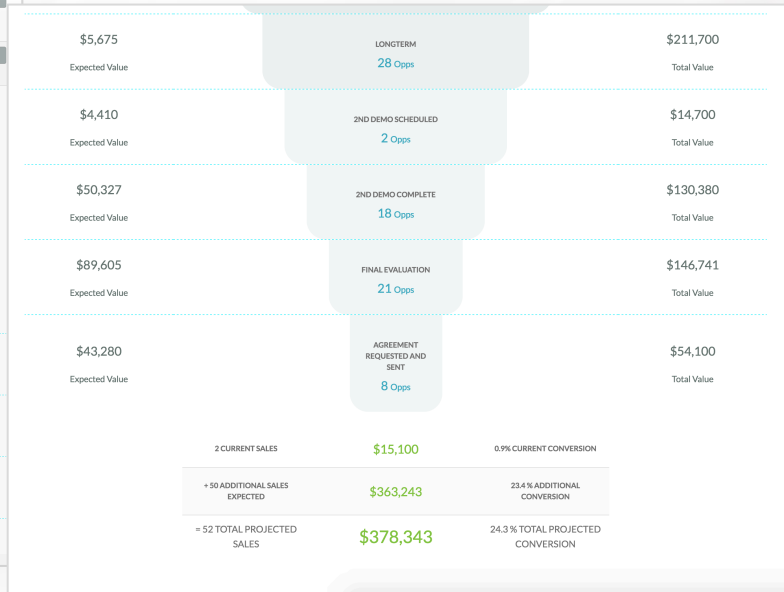 $5,675
Expected Value
LONGTERM
28 Opps
$211,700
Total Value
$4,410
Expected Value
2ND DEMO SCHEDULED
2 Opps
$14,700
Total Value
$50,327
Expected Value
2ND DEMO COMPLETE
18 Opps
$130,380
Total Value
$89,605
Expected Value
FINAL EVALUATION
21 Opps
$146,741
Total Value
$43,280
Expected Value
AGREEMENT
REQUESTED AND
SENT
8 Opps
$54,100
Total Value
2 CURRENT SALES
$15,100
0.9% CURRENT CONVERSION
+ 50 ADDITIONAL SALES
EXPECTED
$363,243
23.4 % ADDITIONAL
CONVERSION
= 52 TOTAL PROJECTED
SALES
$378,343
24.3 % TOTAL PROJECTED
CONVERSION